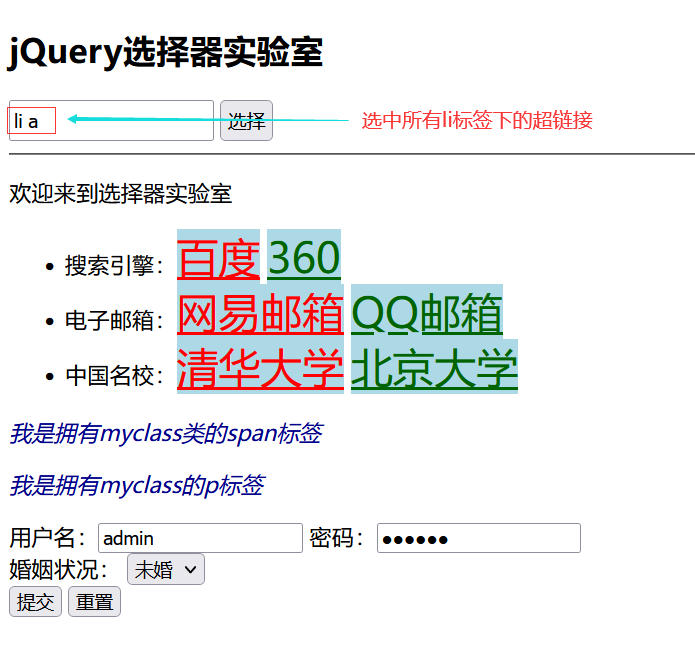 jQuery选择器实验室
li a 选择 选中所有li标签下的超链接
欢迎来到选择器实验室
• 搜索引擎：百度 360
• 电子邮箱：网易邮箱 QQ邮箱
• 中国名校：清华大学 北京大学
我是拥有myclass类的span标签
我是拥有myclass的p标签
用户名：admin 密码：●●●●●●
婚姻状况： 未婚
提交 重置